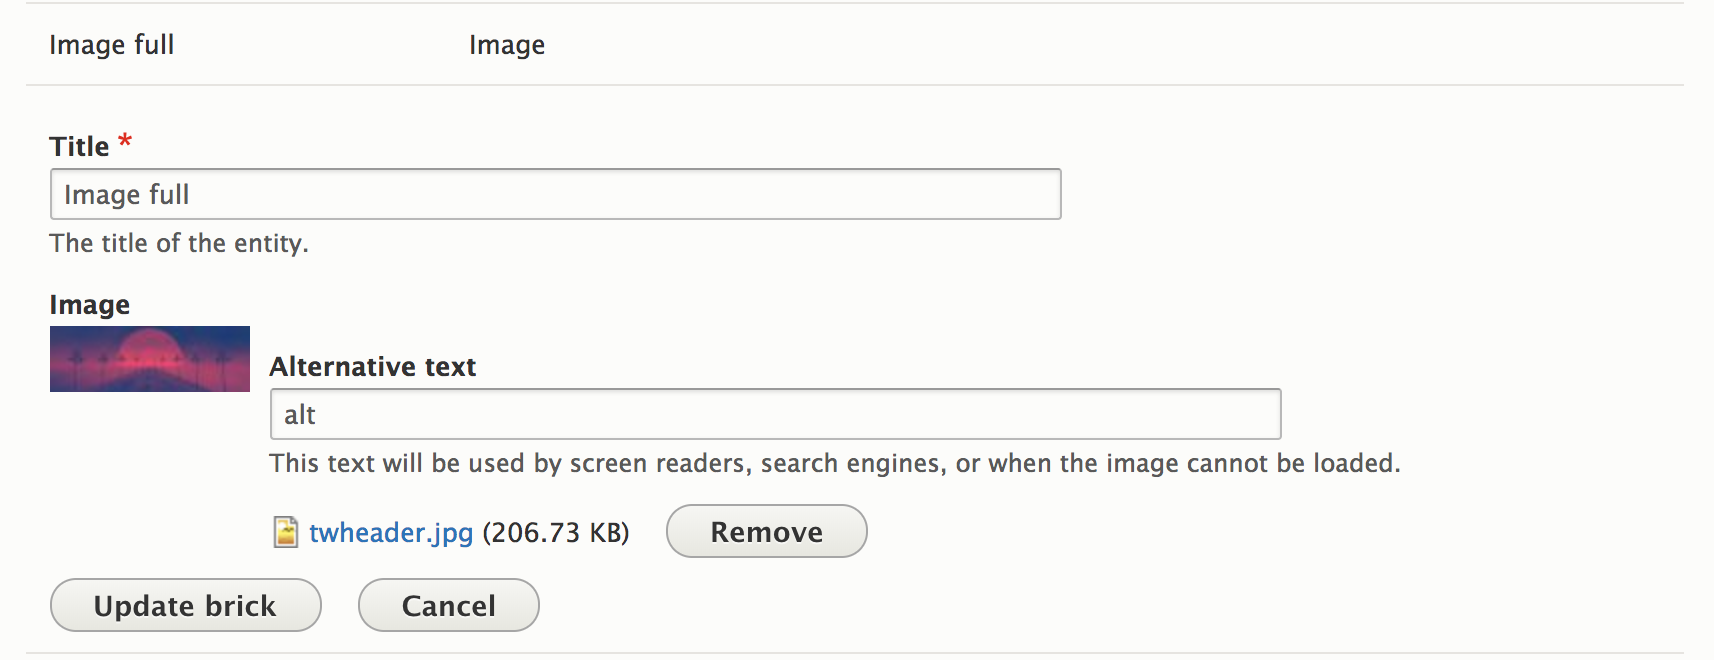 Image full Image
Title *
Image full
The title of the entity.
Image
Alternative text
alt
This text will be used by screen readers, search engines, or when the image cannot be loaded.
twheader.jpg (206.73 KB) Remove
Update brick Cancel